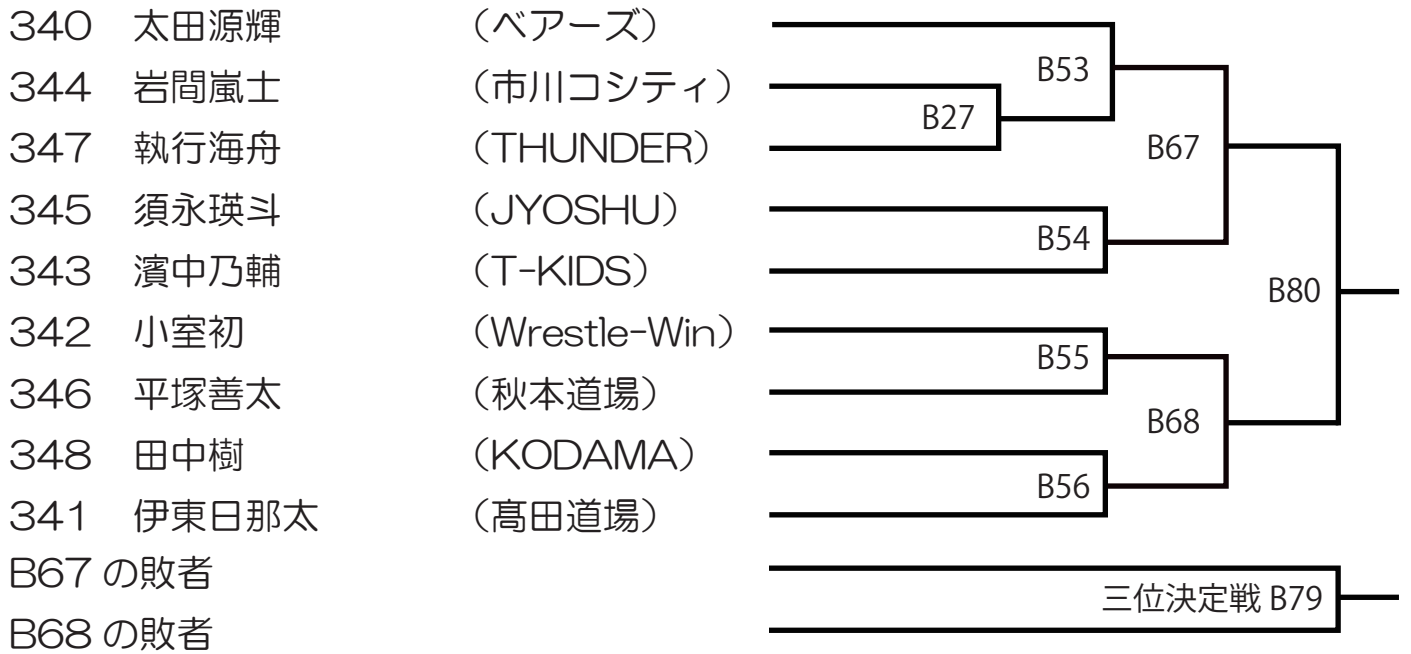 340 太田源輝 （ベアーズ）
B53
344 岩間嵐士 （市川コシティ）
B27
347 執行海舟 （THUNDER）
B67
345 須永瑛斗 （JYOSHU）
B54
343 濱中乃輔 （T-KIDS）
B80
342 小室初 （Wrestle-Win）
B55
346 平塚善太 （秋本道場）
B68
348 田中樹 （KODAMA）
B56
341 伊東日那太 （髙田道場）
B67 の敗者
三位決定戦 B79
B68 の敗者